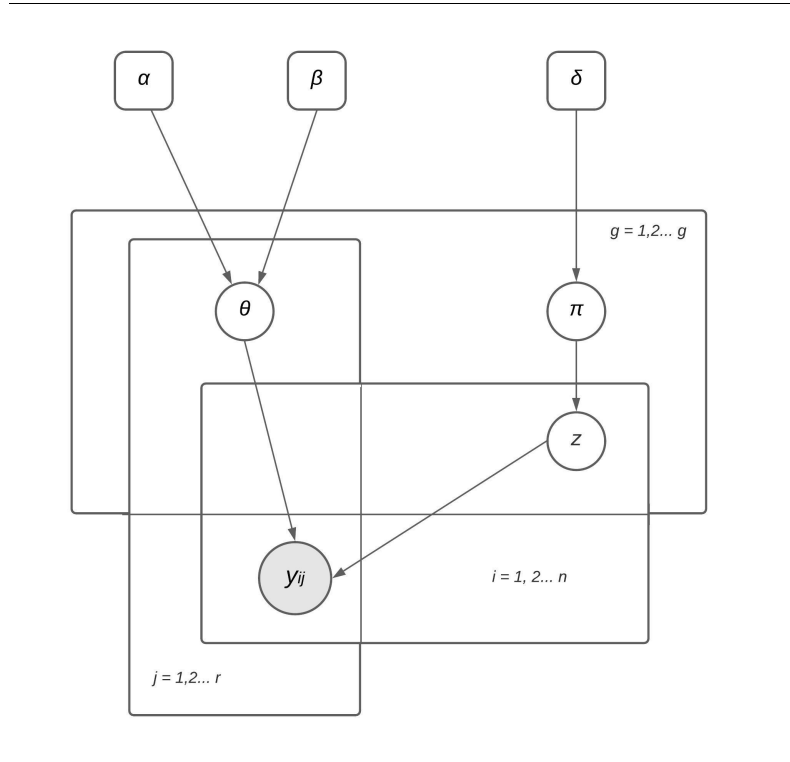 α
β
δ
g = 1,2... g
θ
π
z
yij
i = 1, 2... n
j = 1,2... r